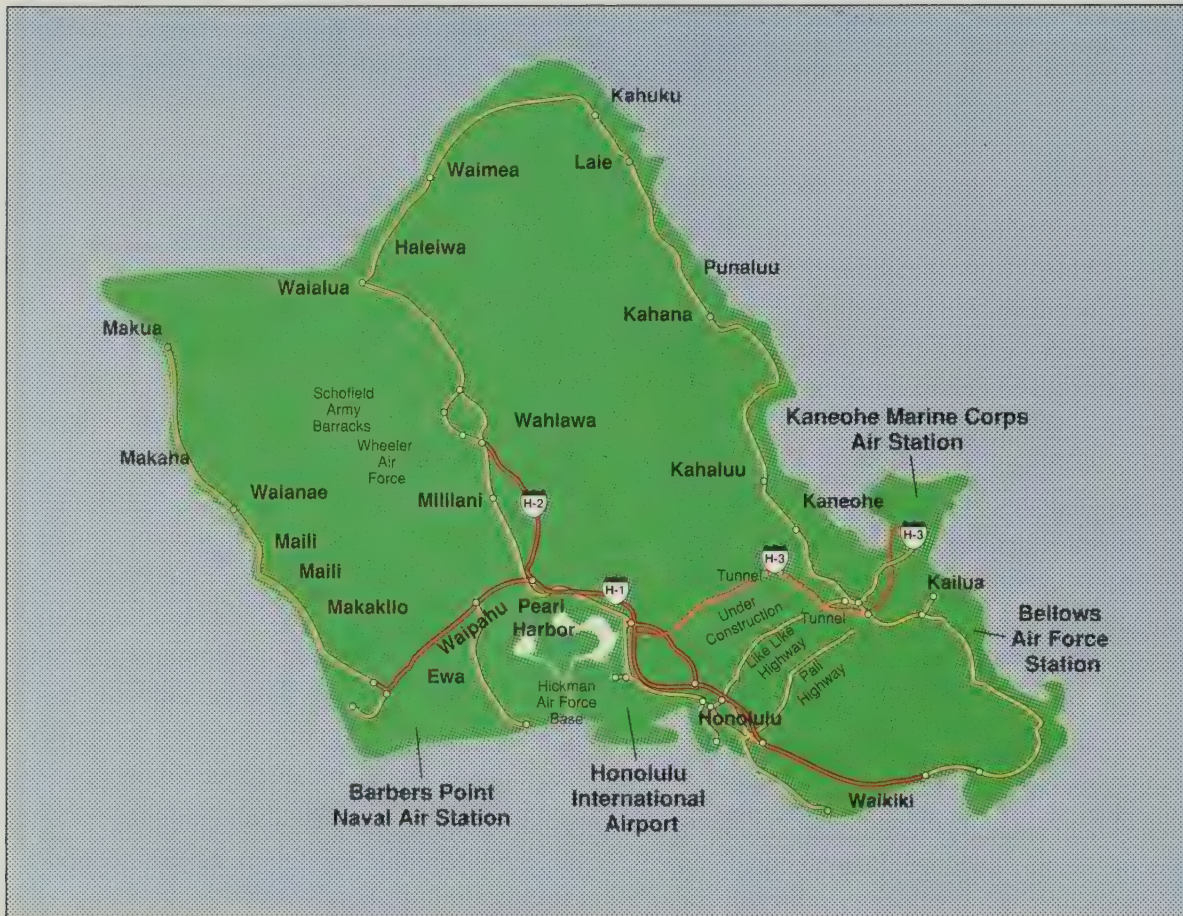 Kahuku
Waimea
Laie
Haleiwa
Punaluu
Waialua
Kahana
Makua
Schofield
Army
Barracks
Wahlawa
Kaneohe Marine Corps
Air Station
Wheeler
Air
Force
Makaha
Kahaluu
Waianae
Mililani
H-2
Kaneohe
H-3
Maili
H-3
Maili
Tunnel
Kailua
H-1
Makakilo
Waipahu
Pearl
Harbor
Under
Construction
Tunnel
Bellows
Air Force
Station
Like Like
Highway
Pali
Highway
Ewa
Hickman
Air Force
Base
Honolulu
Barbers Point
Naval Air Station
Honolulu
International
Airport
Waikiki